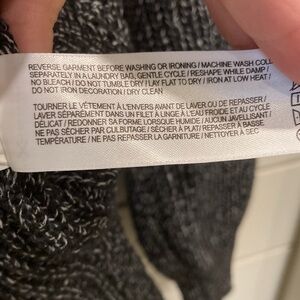 REVERSE GARMENT BEFORE WASHING OR IRONING / MACHINE WASH COLD
SEPARATELY IN A LAUNDRY BAG, GENTLE CYCLE / RESHAPE WHILE DAMP /
NO BLEACH / DO NOT TUMBLE DRY / LAY FLAT TO DRY / IRON AT LOW HEAT /
DO NOT IRON DECORATION / DRY CLEAN
TOURNER LE VÊTEMENT À L'ENVERS AVANT DE LAVER OU DE REPASSER /
LAVER SÉPARÉMENT DANS UN FILET À LINGE À L'EAU FROIDE ET AU CYCLE
DÉLICAT / REDONNER SA FORME LORSQUE HUMIDE / AUCUN JAVELLISANT /
NE PAS SÉCHER PAR CULBUTAGE / SÉCHER À PLAT/ REPASSER À BASSE
TEMPÉRATURE / NE PAS REPASSER LA GARNITURE / NETTOYER À SEC